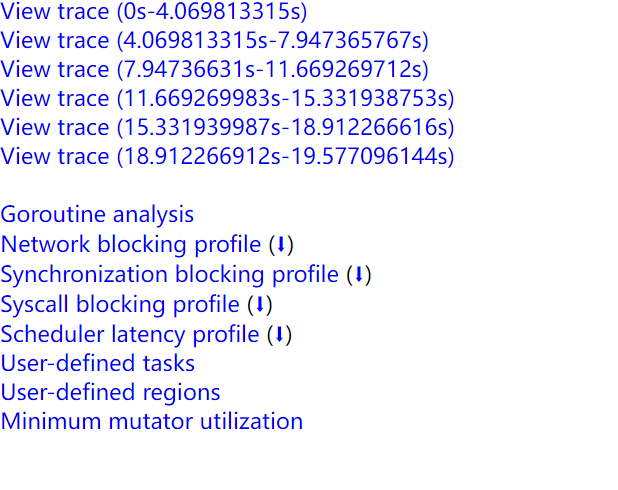 View trace (0s-4.069813315s)
View trace (4.069813315s-7.947365767s)
View trace (7.94736631s-11.669269712s)
View trace (11.669269983s-15.331938753s)
View trace (15.331939987s-18.912266616s)
View trace (18.912266912s-19.577096144s)
Goroutine analysis
Network blocking profile (⬇)
Synchronization blocking profile (⬇)
Syscall blocking profile (⬇)
Scheduler latency profile (⬇)
User-defined tasks
User-defined regions
Minimum mutator utilization